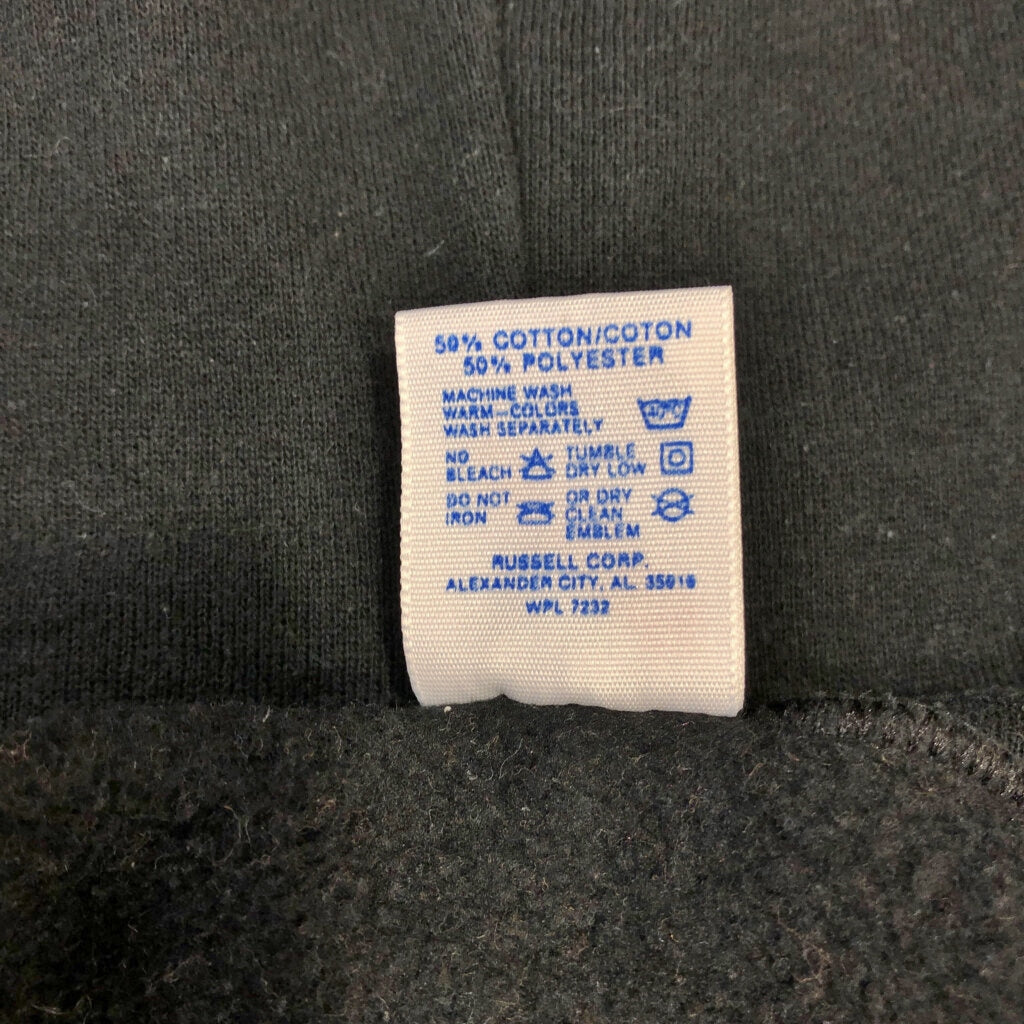 50% COTTON/COTON
50% POLYESTER
MACHINE WASH
WARM-COLORS
WASH SEPARATELY
40°C
NO
BLEACH
TUMBLE
DRY LOW
DO NOT
IRON
OR DRY
CLEAN
EMBLEM
RUSSELL CORP.
ALEXANDER CITY, AL. 35010
WPL 7232